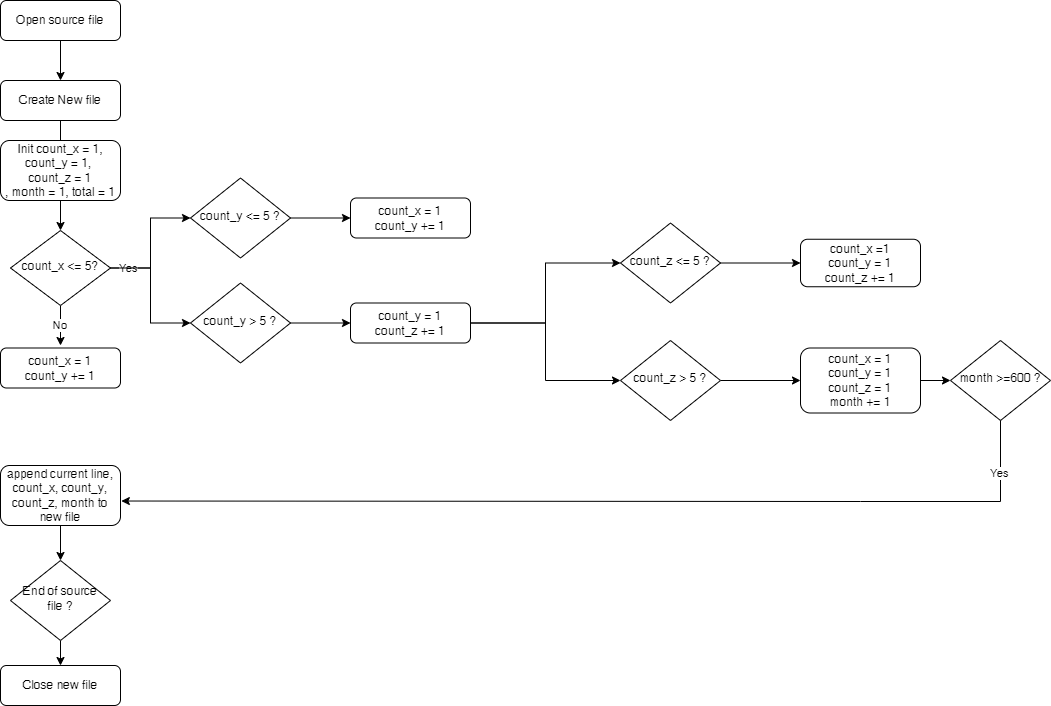 Open source file
Create New file
Init count_x = 1,
count_y = 1,
count_z = 1
, month = 1, total = 1
count_x <= 5?
Yes
No
count_x = 1
count_y += 1
count_y <= 5 ?
count_x = 1
count_y += 1
count_y > 5 ?
count_y = 1
count_z += 1
count_z <= 5 ?
count_x =1
count_y = 1
count_z += 1
count_z > 5 ?
count_x = 1
count_y = 1
count_z = 1
month += 1
month >=600 ?
Yes
append current line,
count_x, count_y,
count_z, month to
new file
End of source
file ?
Close new file